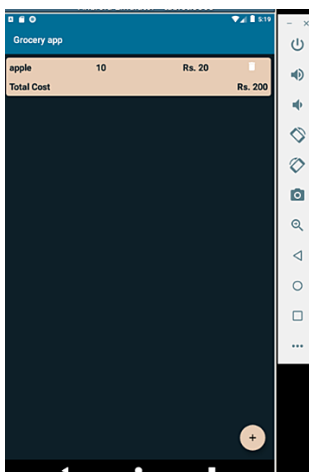 5:19
Grocery app
apple 10 Rs. 20
Total Cost Rs. 200
+